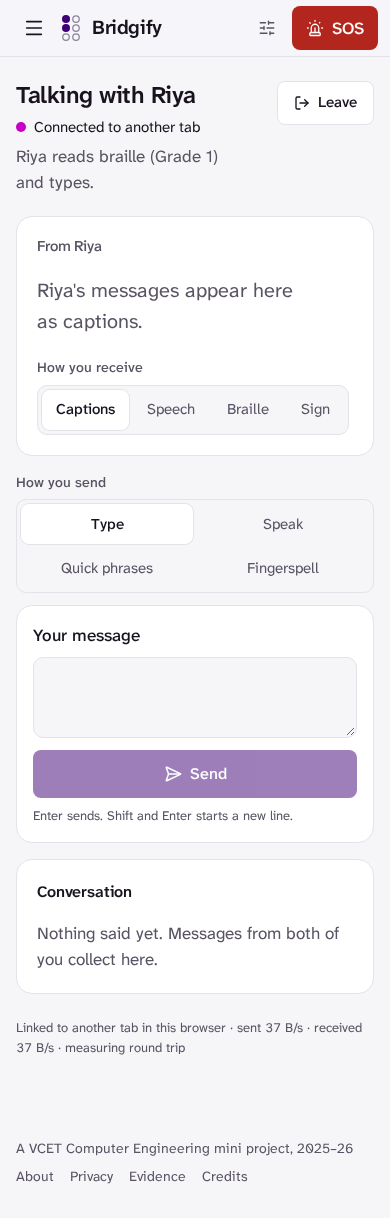 Bridgify
SOS
Talking with Riya
Leave
Connected to another tab
Riya reads braille (Grade 1)
and types.
From Riya
Riya's messages appear here
as captions.
How you receive
Captions Speech Braille Sign
How you send
Type Speak
Quick phrases Fingerspell
Your message
Send
Enter sends. Shift and Enter starts a new line.
Conversation
Nothing said yet. Messages from both of
you collect here.
Linked to another tab in this browser · sent 37 B/s · received
37 B/s · measuring round trip
A VCET Computer Engineering mini project, 2025–26
About Privacy Evidence Credits